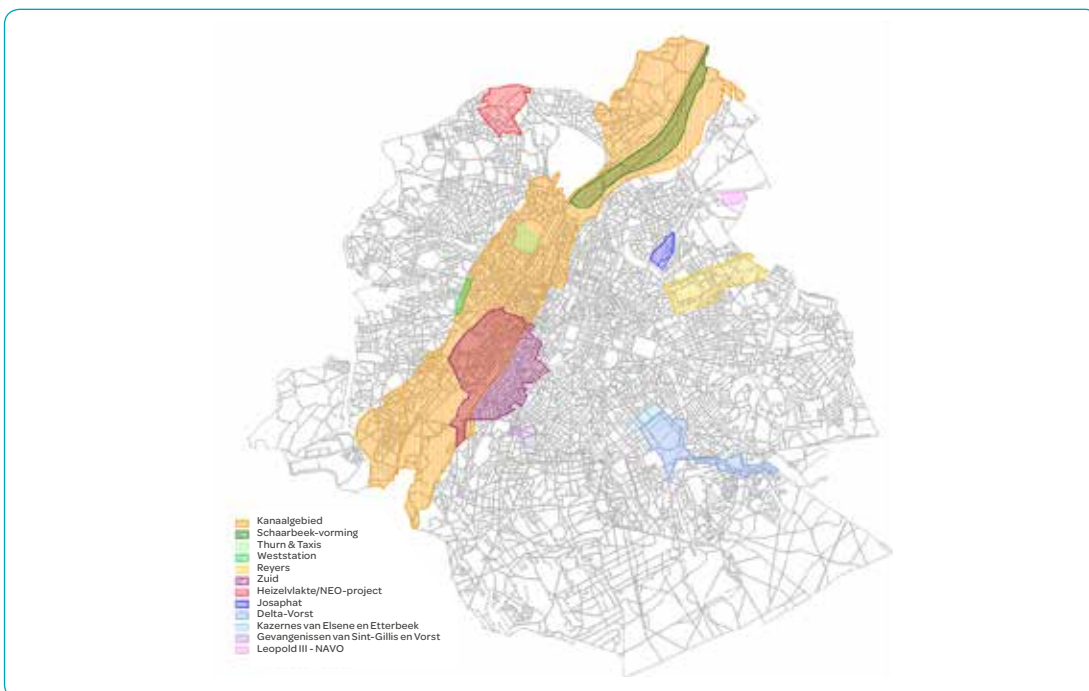 Kanaalgebied
Schaarbeek-vorming
Thurn & Taxis
Weststation
Reyers
Zuid
Heizelvlakte/NEO-project
Josaphat
Delta-Vorst
Kazernes van Elsene en Etterbeek
Gevangenissen van Sint-Gillis en Vorst
Leopold III - NAVO